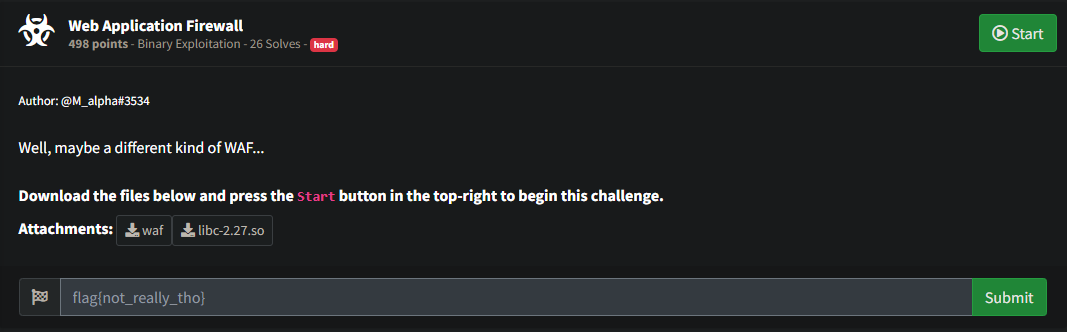 Web Application Firewall
498 points - Binary Exploitation - 26 Solves - hard
Start
Author: @M_alpha#3534
Well, maybe a different kind of WAF...
Download the files below and press the Start button in the top-right to begin this challenge.
Attachments: waf libc-2.27.so
flag{not_really_tho} Submit